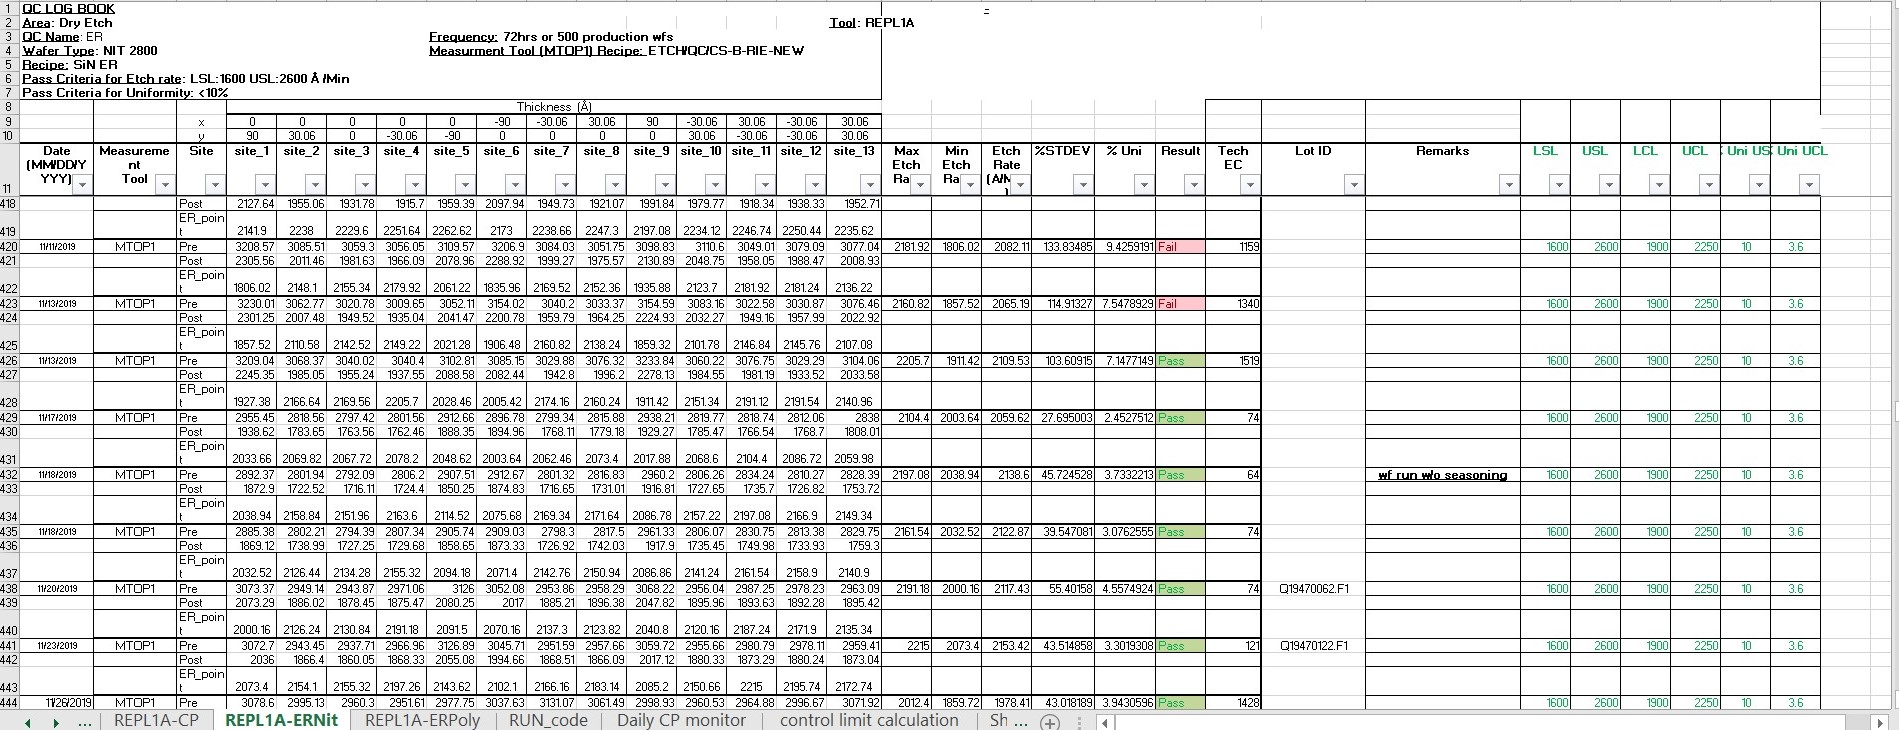 1 QC LOG BOOK -
2 Area: Dry Etch Tool: REPL1A
3 QC Name: ER Frequency: 72hrs or 500 production wfs
4 Wafer Type: NIT 2800 Measurment Tool (MTOP1) Recipe: ETCH\QC\CS-B-RIE-NEW
5 Recipe: SiN ER
6 Pass Criteria for Etch rate: LSL:1600 USL:2600 Å /Min
7 Pass Criteria for Uniformity: <10%
8 Thickness (Å)
9 x 0 0 0 0 0 -90 -30.06 30.06 90 -30.06 30.06 -30.06 30.06
10 y 90 30.06 0 -30.06 -90 0 0 0 0 30.06 -30.06 -30.06 30.06
11 Date (MM/DD/YYYY) Measurement Tool Site site_1 site_2 site_3 site_4 site_5 site_6 site_7 site_8 site_9 site_10 site_11 site_12 site_13 Max Etch Ra Min Etch Ra Etch Rate (A/M %STDEV % Uni Result Tech EC Lot ID Remarks LSL USL LCL UCL Uni US Uni UCL
418 Post 2127.64 1955.06 1931.78 1915.7 1959.39 2097.94 1949.73 1921.07 1991.84 1979.77 1918.34 1938.33 1952.71
419 ER_point 2141.9 2238 2229.6 2251.64 2262.62 2173 2238.66 2247.3 2197.08 2234.12 2246.74 2250.44 2235.62
420 11/11/2019 MTOP1 Pre 3208.57 3085.51 3059.3 3056.05 3109.57 3206.9 3084.03 3051.75 3098.83 3110.6 3049.01 3079.09 3077.04 2181.92 1806.02 2082.11 133.83485 9.4259191 Fail 1159 1600 2600 1900 2250 10 3.6
421 Post 2305.56 2011.46 1981.63 1966.09 2078.96 2288.92 1999.27 1975.57 2130.89 2048.75 1958.05 1988.47 2008.93
422 ER_point 1806.02 2148.1 2155.34 2179.92 2061.22 1835.96 2169.52 2152.36 1935.88 2123.7 2181.92 2181.24 2136.22
423 11/13/2019 MTOP1 Pre 3230.01 3062.77 3020.78 3009.65 3052.11 3154.02 3040.2 3033.37 3154.59 3083.16 3022.58 3030.87 3076.46 2160.82 1857.52 2065.19 114.91327 7.5478929 Fail 1340 1600 2600 1900 2250 10 3.6
424 Post 2301.25 2007.48 1949.52 1935.04 2041.47 2200.78 1959.79 1964.25 2224.93 2032.27 1949.16 1957.99 2022.92
425 ER_point 1857.52 2110.58 2142.52 2149.22 2021.28 1906.48 2160.82 2138.24 1859.32 2101.78 2146.84 2145.76 2107.08
426 11/13/2019 MTOP1 Pre 3209.04 3068.37 3040.02 3040.4 3102.81 3085.15 3029.88 3076.32 3233.84 3060.22 3076.75 3029.29 3104.06 2205.7 1911.42 2109.53 103.60915 7.1477149 Pass 1519 1600 2600 1900 2250 10 3.6
427 Post 2245.35 1985.05 1955.24 1937.55 2088.58 2082.44 1942.8 1996.2 2278.13 1984.55 1981.19 1933.52 2033.58
428 ER_point 1927.38 2166.64 2169.56 2205.7 2028.46 2005.42 2174.16 2160.24 1911.42 2151.34 2191.12 2191.54 2140.96
429 11/17/2019 MTOP1 Pre 2955.45 2818.56 2797.42 2801.56 2912.66 2896.78 2799.34 2815.88 2938.21 2819.77 2818.74 2812.06 2838 2104.4 2003.64 2059.62 27.695003 2.4527512 Pass 74 1600 2600 1900 2250 10 3.6
430 Post 1938.62 1783.65 1763.56 1762.46 1888.35 1894.96 1768.11 1779.18 1929.27 1785.47 1766.54 1768.7 1808.01
431 ER_point 2033.66 2069.82 2067.72 2078.2 2048.62 2003.64 2062.46 2073.4 2017.88 2068.6 2104.4 2086.72 2059.98
432 11/18/2019 MTOP1 Pre 2892.37 2801.94 2792.09 2806.2 2907.51 2912.67 2801.32 2816.83 2960.2 2806.26 2834.24 2810.27 2828.39 2197.08 2038.94 2138.6 45.724528 3.7332213 Pass 64 wf run w/o seasoning 1600 2600 1900 2250 10 3.6
433 Post 1872.9 1722.52 1716.11 1724.4 1850.25 1874.83 1716.65 1731.01 1916.81 1727.65 1735.7 1726.82 1753.72
434 ER_point 2038.94 2158.84 2151.96 2163.6 2114.52 2075.68 2169.34 2171.64 2086.78 2157.22 2197.08 2166.9 2149.34
435 11/18/2019 MTOP1 Pre 2885.38 2802.21 2794.39 2807.34 2905.74 2909.03 2798.3 2817.5 2961.33 2806.07 2830.75 2813.38 2829.75 2161.54 2032.52 2122.87 39.547081 3.0762555 Pass 74 1600 2600 1900 2250 10 3.6
436 Post 1869.12 1738.99 1727.25 1729.68 1858.65 1873.33 1726.92 1742.03 1917.9 1735.45 1749.98 1733.93 1759.3
437 ER_point 2032.52 2126.44 2134.28 2155.32 2094.18 2071.4 2142.76 2150.94 2086.86 2141.24 2161.54 2158.9 2140.9
438 11/20/2019 MTOP1 Pre 3073.37 2949.14 2943.87 2971.06 3126 3052.08 2953.86 2958.29 3068.22 2956.04 2987.25 2978.23 2963.09 2191.18 2000.16 2117.43 55.40158 4.5574924 Pass 74 Q19470062.F1 1600 2600 1900 2250 10 3.6
439 Post 2073.29 1886.02 1878.45 1875.47 2080.25 2017 1885.21 1896.38 2047.82 1895.96 1893.63 1892.28 1895.42
440 ER_point 2000.16 2126.24 2130.84 2191.18 2091.5 2070.16 2137.3 2123.82 2040.8 2120.16 2187.24 2171.9 2135.34
441 11/23/2019 MTOP1 Pre 3072.7 2943.45 2937.71 2966.96 3126.89 3045.71 2951.59 2957.66 3059.72 2955.66 2980.79 2978.11 2959.41 2215 2073.4 2153.42 43.514858 3.3019308 Pass 121 Q19470122.F1 1600 2600 1900 2250 10 3.6
442 Post 2036 1866.4 1860.05 1868.33 2055.08 1994.66 1868.51 1866.09 2017.12 1880.33 1873.29 1880.24 1873.04
443 ER_point 2073.4 2154.1 2155.32 2197.26 2143.62 2102.1 2166.16 2183.14 2085.2 2150.66 2215 2195.74 2172.74
444 11/26/2019 MTOP1 Pre 3078.6 2995.13 2960.3 2951.61 2977.75 3037.63 3131.07 3061.49 2998.93 2960.53 2964.88 2996.67 3071.92 2012.4 1859.72 1978.41 43.018189 3.9430596 Pass 1428 1600 2600 1900 2250 10 3.6
... REPL1A-CP REPL1A-ERNit REPL1A-ERPoly RUN_code Daily CP monitor control limit calculation Sh ...